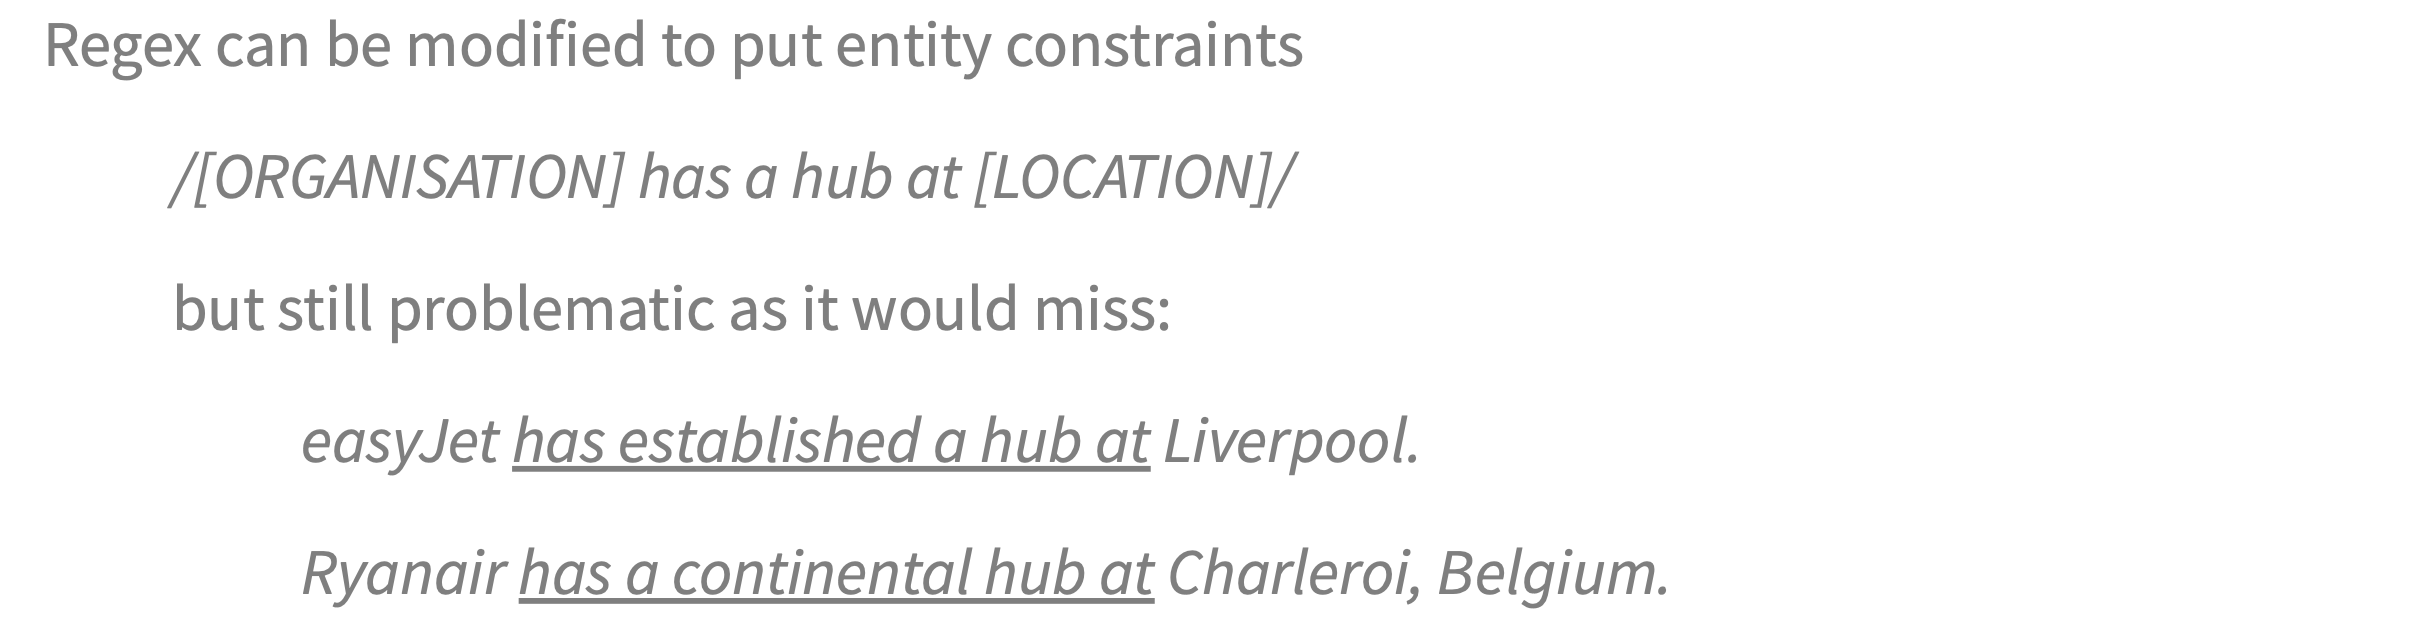 Regex can be modified to put entity constraints
/[ORGANISATION] has a hub at [LOCATION]/
but still problematic as it would miss:
easyJet has established a hub at Liverpool.
Ryanair has a continental hub at Charleroi, Belgium.